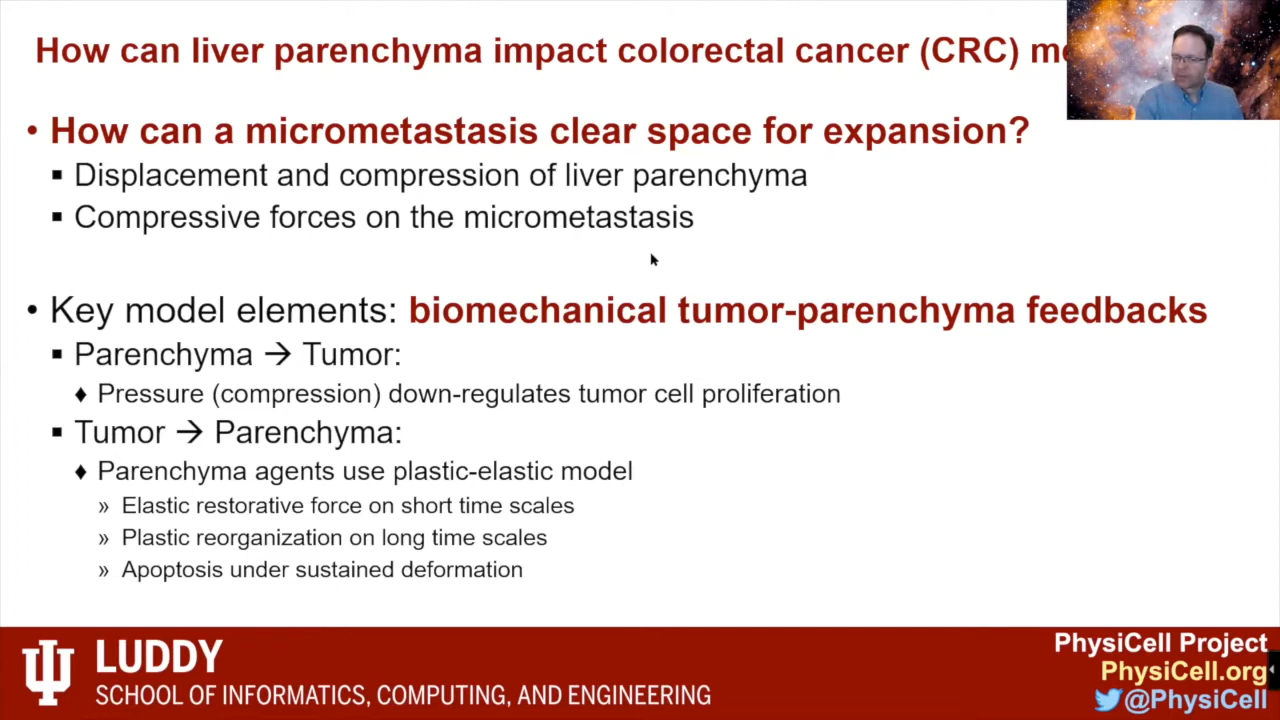 How can liver parenchyma impact colorectal cancer (CRC)
• How can a micrometastasis clear space for expansion?
▪ Displacement and compression of liver parenchyma
▪ Compressive forces on the micrometastasis
• Key model elements: biomechanical tumor-parenchyma feedbacks
▪ Parenchyma → Tumor:
♦ Pressure (compression) down-regulates tumor cell proliferation
▪ Tumor → Parenchyma:
♦ Parenchyma agents use plastic-elastic model
» Elastic restorative force on short time scales
» Plastic reorganization on long time scales
» Apoptosis under sustained deformation
LUDDY
SCHOOL OF INFORMATICS, COMPUTING, AND ENGINEERING
PhysiCell Project
PhysiCell.org
@PhysiCell